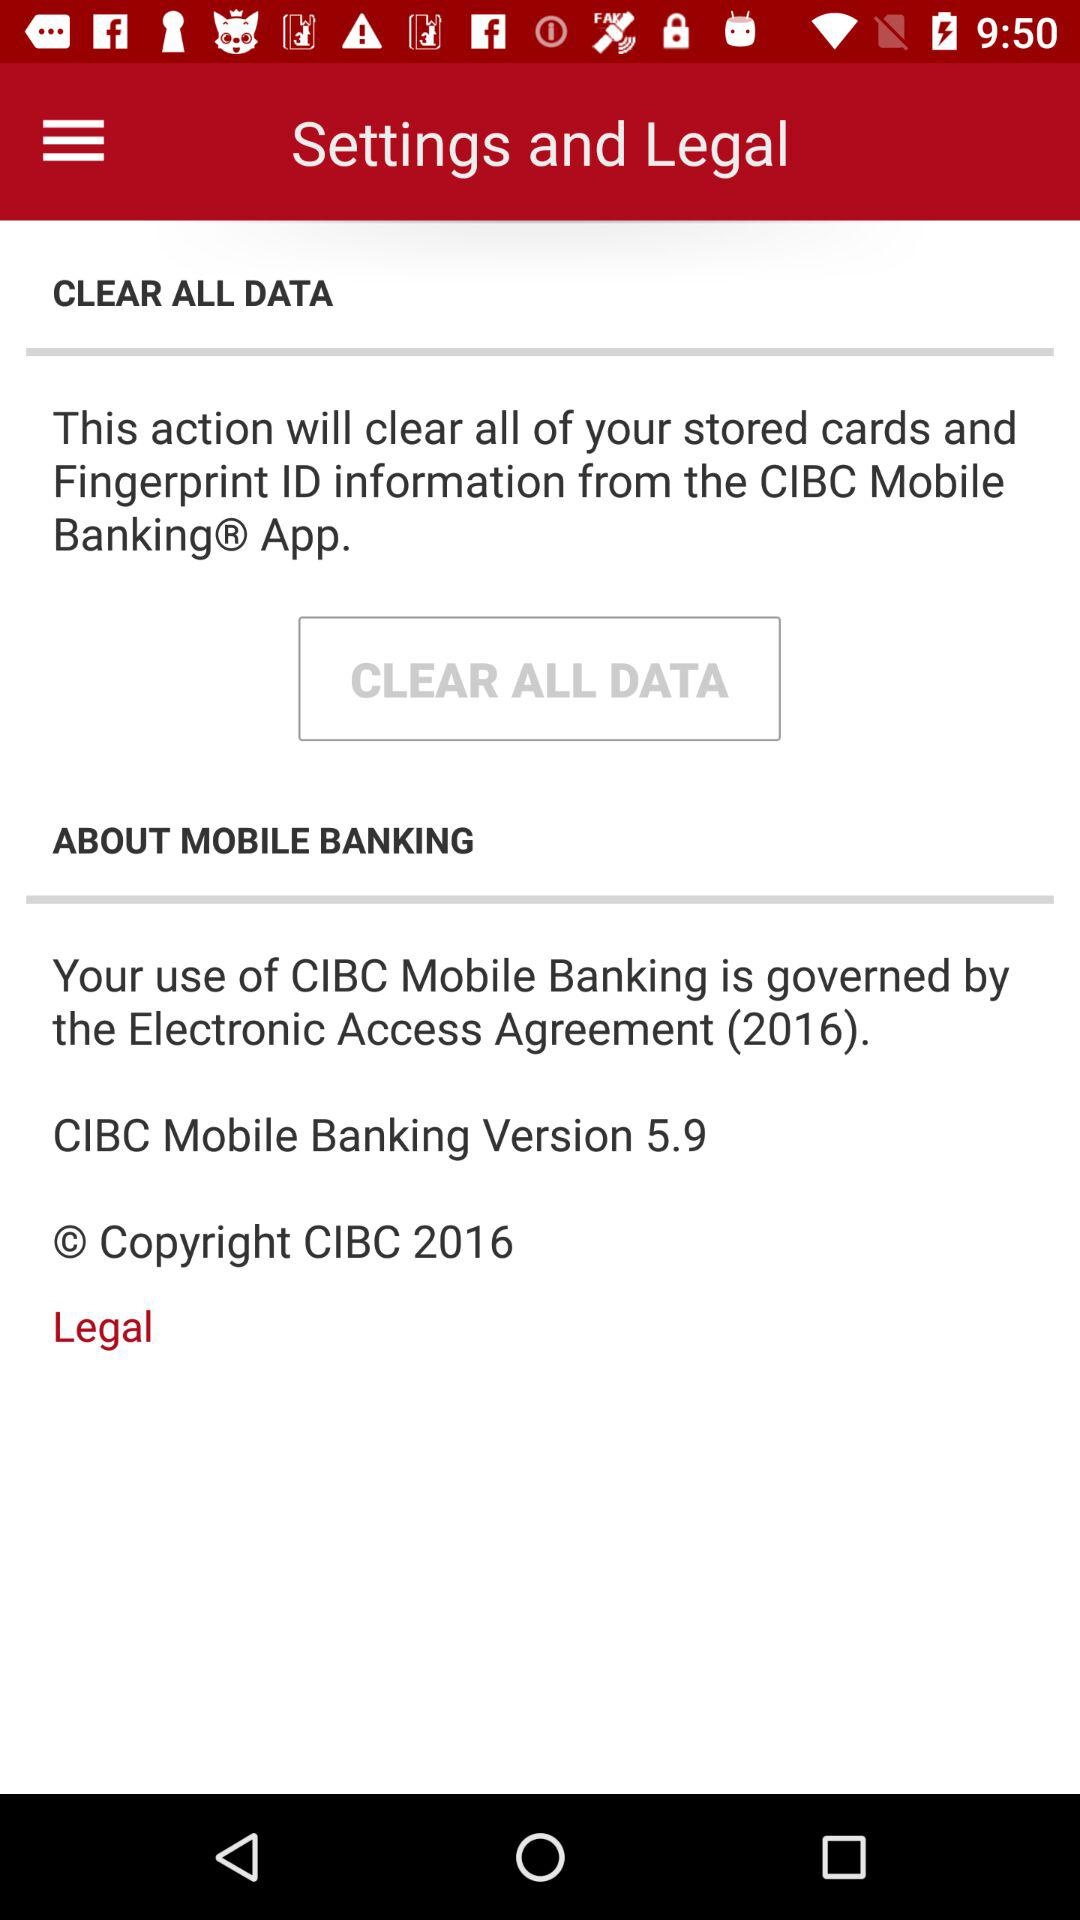 9:50
Settings and Legal
CLEAR ALL DATA
This action will clear all of your stored cards and
Fingerprint ID information from the CIBC Mobile
Banking® App.
CLEAR ALL DATA
ABOUT MOBILE BANKING
Your use of CIBC Mobile Banking is governed by
the Electronic Access Agreement (2016).
CIBC Mobile Banking Version 5.9
© Copyright CIBC 2016
Legal